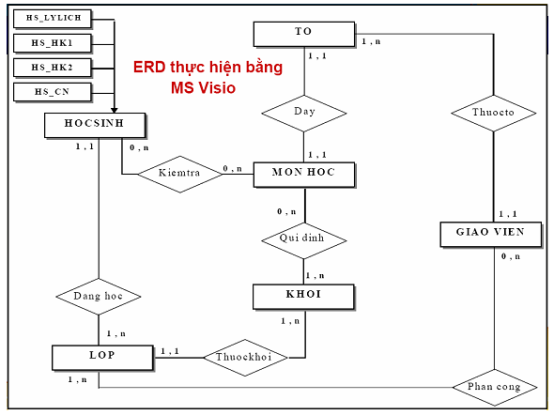 HS_LYLICH
HS_HK1
HS_HK2
HS_CN
ERD thực hiện bằng
MS Visio
TO
1 , n
1 , 1
Day
Thuocto
HOCSINH
1 , 1
0 , n
Kiemtra
0 , n
1 , 1
MON HOC
0 , n
1 , 1
GIAO VIEN
0 , n
Qui dinh
1 , n
KHOI
1 , n
Dang hoc
1 , n
LOP
1 , 1
Thuockhoi
1 , n
Phan cong